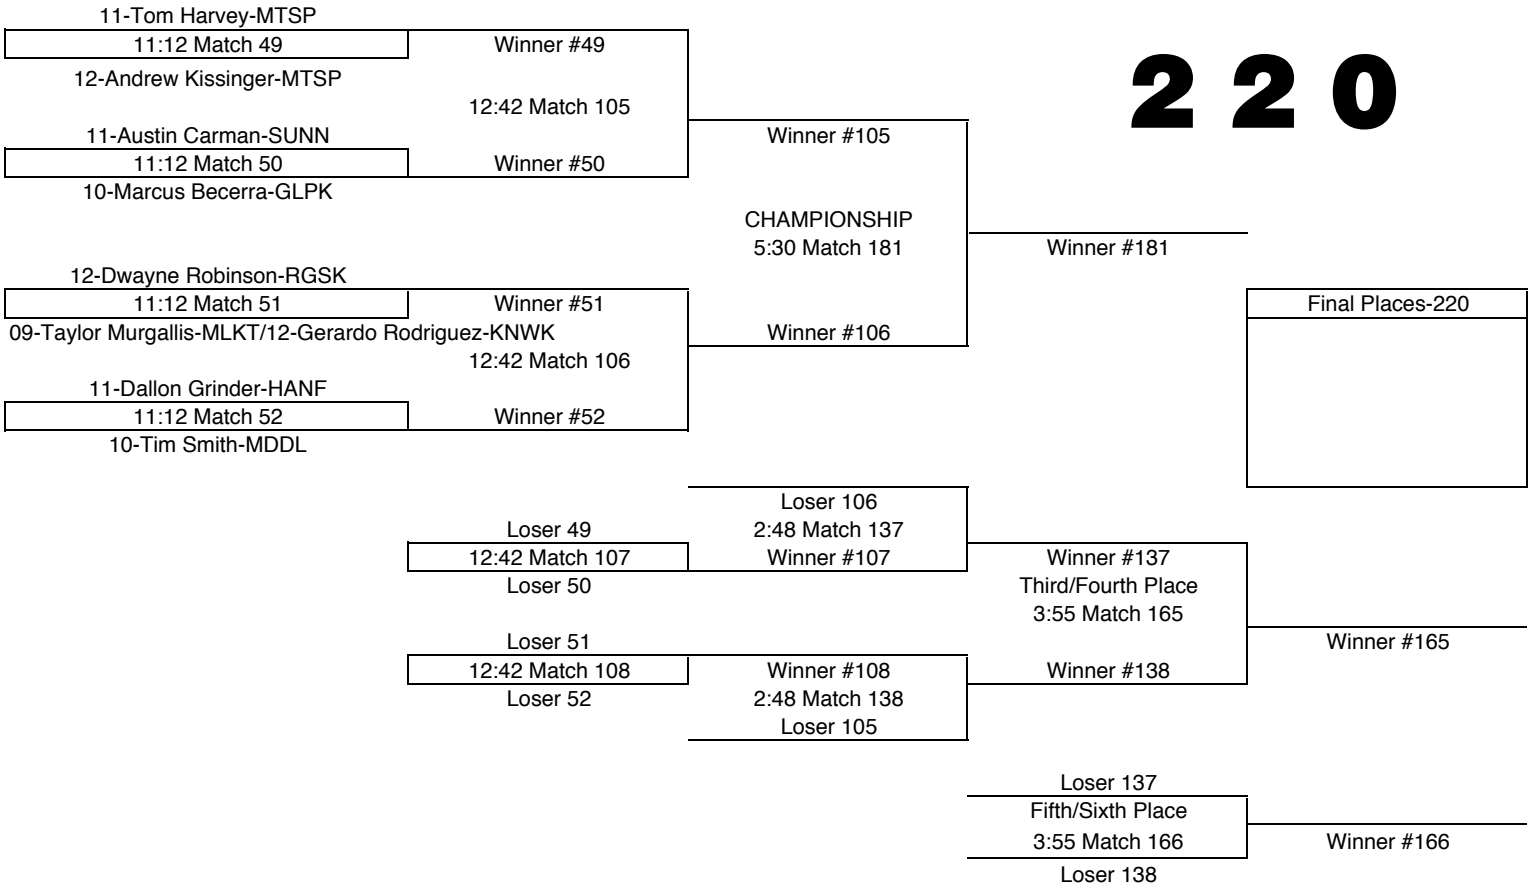 11-Tom Harvey-MTSP
11:12 Match 49
Winner #49
12-Andrew Kissinger-MTSP
2 2 0
12:42 Match 105
11-Austin Carman-SUNN
Winner #105
11:12 Match 50
Winner #50
10-Marcus Becerra-GLPK
CHAMPIONSHIP
5:30 Match 181
Winner #181
12-Dwayne Robinson-RGSK
11:12 Match 51
Winner #51
Final Places-220
09-Taylor Murgallis-MLKT/12-Gerardo Rodriguez-KNWK
Winner #106
12:42 Match 106
11-Dallon Grinder-HANF
11:12 Match 52
Winner #52
10-Tim Smith-MDDL
Loser 106
Loser 49
2:48 Match 137
12:42 Match 107
Winner #107
Winner #137
Loser 50
Third/Fourth Place
3:55 Match 165
Loser 51
Winner #165
12:42 Match 108
Winner #108
Winner #138
Loser 52
2:48 Match 138
Loser 105
Loser 137
Fifth/Sixth Place
3:55 Match 166
Winner #166
Loser 138